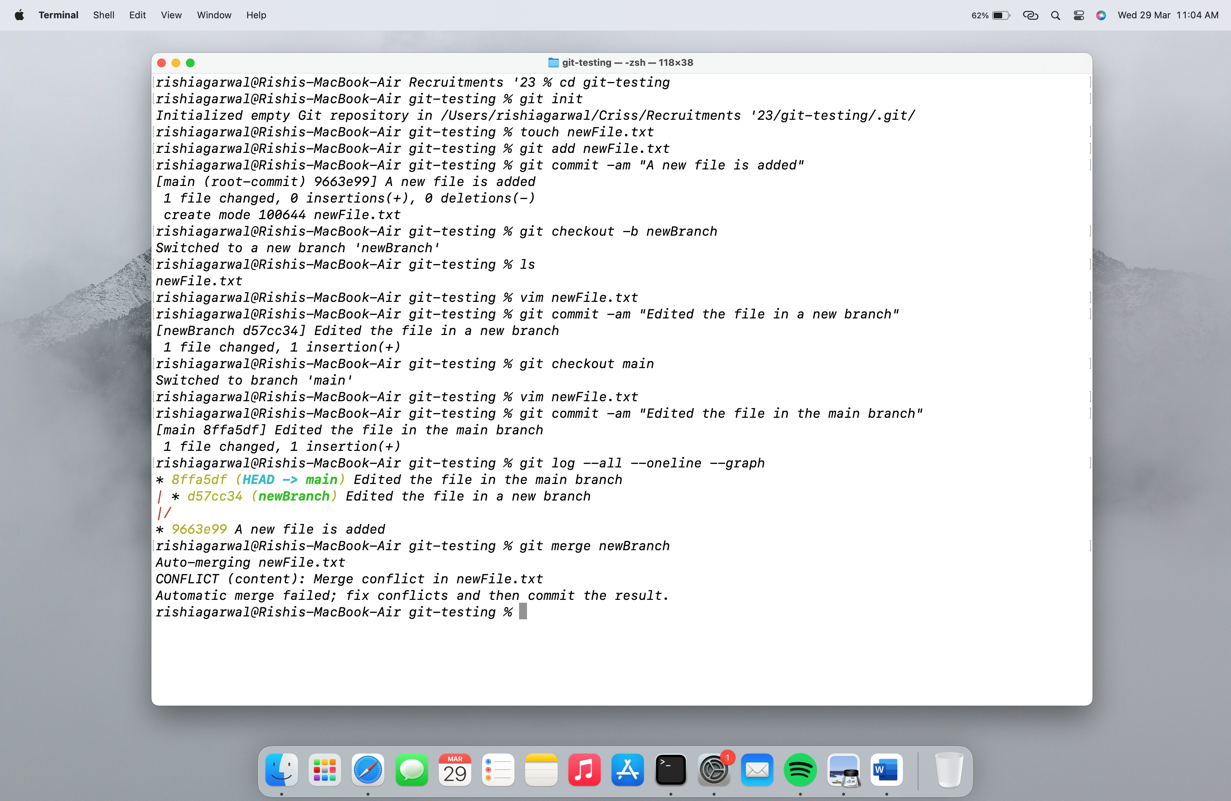 Terminal Shell Edit View Window Help 62% Wed 29 Mar 11:04 AM
git-testing — -zsh — 118×38
rishiagarwal@Rishis-MacBook-Air Recruitments '23 % cd git-testing
rishiagarwal@Rishis-MacBook-Air git-testing % git init
Initialized empty Git repository in /Users/rishiagarwal/Criss/Recruitments '23/git-testing/.git/
rishiagarwal@Rishis-MacBook-Air git-testing % touch newFile.txt
rishiagarwal@Rishis-MacBook-Air git-testing % git add newFile.txt
rishiagarwal@Rishis-MacBook-Air git-testing % git commit -am "A new file is added"
[main (root-commit) 9663e99] A new file is added
 1 file changed, 0 insertions(+), 0 deletions(-)
 create mode 100644 newFile.txt
rishiagarwal@Rishis-MacBook-Air git-testing % git checkout -b newBranch
Switched to a new branch 'newBranch'
rishiagarwal@Rishis-MacBook-Air git-testing % ls
newFile.txt
rishiagarwal@Rishis-MacBook-Air git-testing % vim newFile.txt
rishiagarwal@Rishis-MacBook-Air git-testing % git commit -am "Edited the file in a new branch"
[newBranch d57cc34] Edited the file in a new branch
 1 file changed, 1 insertion(+)
rishiagarwal@Rishis-MacBook-Air git-testing % git checkout main
Switched to branch 'main'
rishiagarwal@Rishis-MacBook-Air git-testing % vim newFile.txt
rishiagarwal@Rishis-MacBook-Air git-testing % git commit -am "Edited the file in the main branch"
[main 8ffa5df] Edited the file in the main branch
 1 file changed, 1 insertion(+)
rishiagarwal@Rishis-MacBook-Air git-testing % git log --all --oneline --graph
* 8ffa5df (HEAD -> main) Edited the file in the main branch
| * d57cc34 (newBranch) Edited the file in a new branch
|/
* 9663e99 A new file is added
rishiagarwal@Rishis-MacBook-Air git-testing % git merge newBranch
Auto-merging newFile.txt
CONFLICT (content): Merge conflict in newFile.txt
Automatic merge failed; fix conflicts and then commit the result.
rishiagarwal@Rishis-MacBook-Air git-testing %
MAR
29
>_
1
W